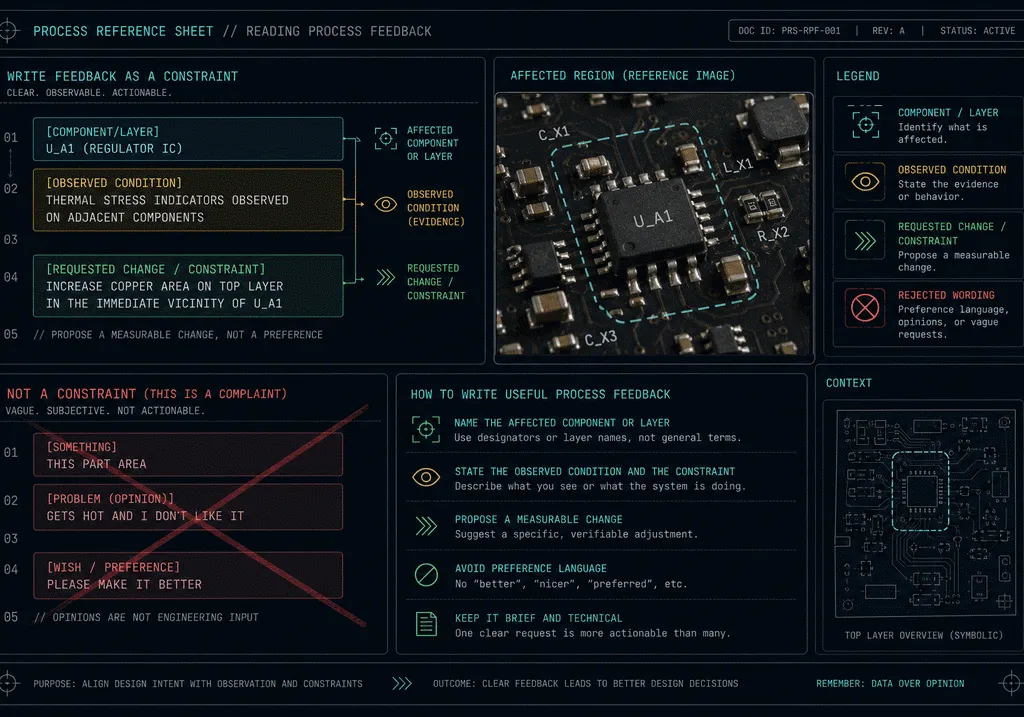 PROCESS REFERENCE SHEET // READING PROCESS FEEDBACK
DOC ID: PRS-RPF-001 | REV: A | STATUS: ACTIVE
WRITE FEEDBACK AS A CONSTRAINT
CLEAR. OBSERVABLE. ACTIONABLE.
01
[COMPONENT/LAYER]
U_A1 (REGULATOR IC)
02
[OBSERVED CONDITION]
THERMAL STRESS INDICATORS OBSERVED
ON ADJACENT COMPONENTS
03
04
[REQUESTED CHANGE / CONSTRAINT]
INCREASE COPPER AREA ON TOP LAYER
IN THE IMMEDIATE VICINITY OF U_A1
05 // PROPOSE A MEASURABLE CHANGE, NOT A PREFERENCE
AFFECTED
COMPONENT
OR LAYER
OBSERVED
CONDITION
(EVIDENCE)
REQUESTED
CHANGE /
CONSTRAINT
AFFECTED REGION (REFERENCE IMAGE)
C_X1
L_X1
U_A1
R_X2
C_X3
LEGEND
COMPONENT / LAYER
Identify what is
affected.
OBSERVED CONDITION
State the evidence
or behavior.
REQUESTED CHANGE /
CONSTRAINT
Propose a measurable
change.
REJECTED WORDING
Preference language,
opinions, or vague
requests.
NOT A CONSTRAINT (THIS IS A COMPLAINT)
VAGUE. SUBJECTIVE. NOT ACTIONABLE.
01
[SOMETHING]
THIS PART AREA
02
[PROBLEM (OPINION)]
GETS HOT AND I DON'T LIKE IT
03
04
[WISH / PREFERENCE]
PLEASE MAKE IT BETTER
05 // OPINIONS ARE NOT ENGINEERING INPUT
HOW TO WRITE USEFUL PROCESS FEEDBACK
NAME THE AFFECTED COMPONENT OR LAYER
Use designators or layer names, not general terms.
STATE THE OBSERVED CONDITION AND THE CONSTRAINT
Describe what you see or what the system is doing.
PROPOSE A MEASURABLE CHANGE
Suggest a specific, verifiable adjustment.
AVOID PREFERENCE LANGUAGE
No “better”, “nicer”, “preferred”, etc.
KEEP IT BRIEF AND TECHNICAL
One clear request is more actionable than many.
CONTEXT
TOP LAYER OVERVIEW (SYMBOLIC)
PURPOSE: ALIGN DESIGN INTENT WITH OBSERVATION AND CONSTRAINTS
OUTCOME: CLEAR FEEDBACK LEADS TO BETTER DESIGN DECISIONS
REMEMBER: DATA OVER OPINION